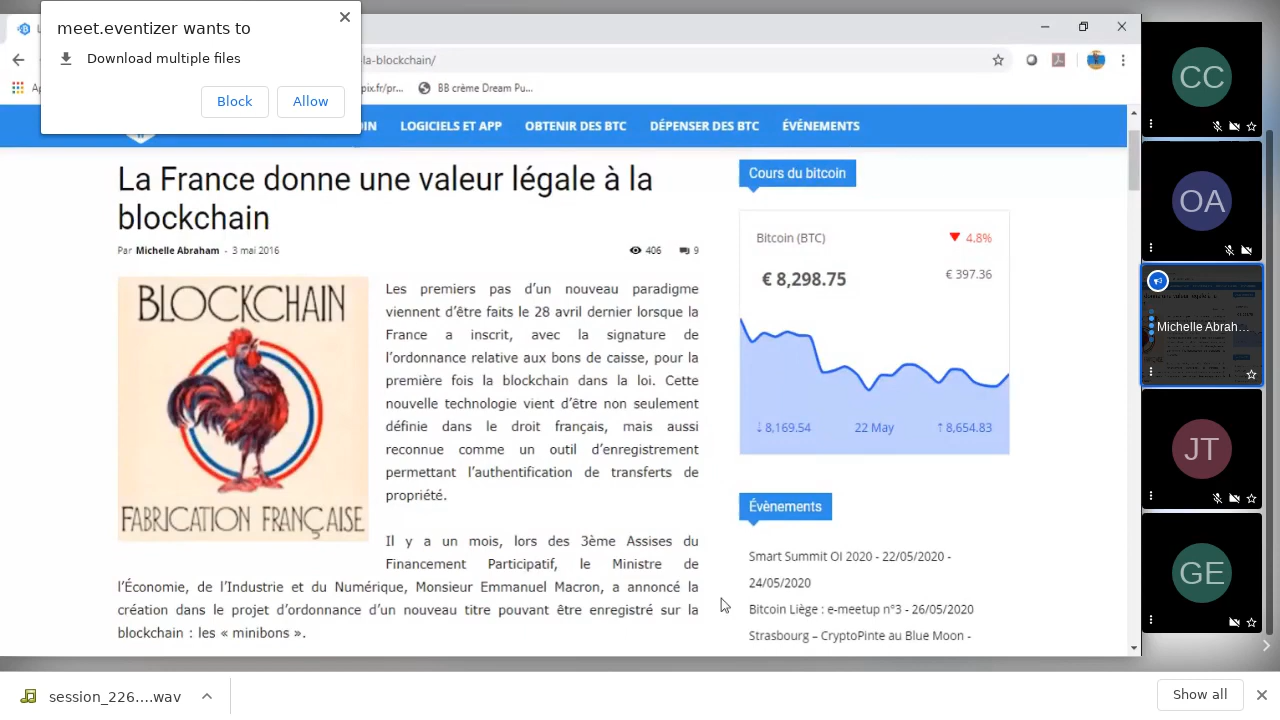 meet.eventizer wants to
Download multiple files
Block
Allow
la-blockchain/
pix.fr/pr...
BB crème Dream Pu...
LOGICIELS ET APP
OBTENIR DES BTC
DÉPENSER DES BTC
ÉVÉNEMENTS
La France donne une valeur légale à la
blockchain
Par Michelle Abraham - 3 mai 2016
406
9
BLOCKCHAIN
FABRICATION FRANÇAISE
Les premiers pas d'un nouveau paradigme
viennent d'être faits le 28 avril dernier lorsque la
France a inscrit, avec la signature de
l'ordonnance relative aux bons de caisse, pour la
première fois la blockchain dans la loi. Cette
nouvelle technologie vient d'être non seulement
définie dans le droit français, mais aussi
reconnue comme un outil d'enregistrement
permettant l'authentification de transferts de
propriété.
Il y a un mois, lors des 3ème Assises du
Financement Participatif, le Ministre de
l'Économie, de l'Industrie et du Numérique, Monsieur Emmanuel Macron, a annoncé la
création dans le projet d'ordonnance d'un nouveau titre pouvant être enregistré sur la
blockchain : les « minibons ».
Cours du bitcoin
Bitcoin (BTC)
4.8%
€ 8,298.75
€ 397.36
↓ 8,169.54
22 May
↑ 8,654.83
Évènements
Smart Summit OI 2020 - 22/05/2020 -
24/05/2020
Bitcoin Liège : e-meetup n°3 - 26/05/2020
Strasbourg – CryptoPinte au Blue Moon -
CC
OA
Michelle Abrah...
JT
GE
session_226....wav
Show all